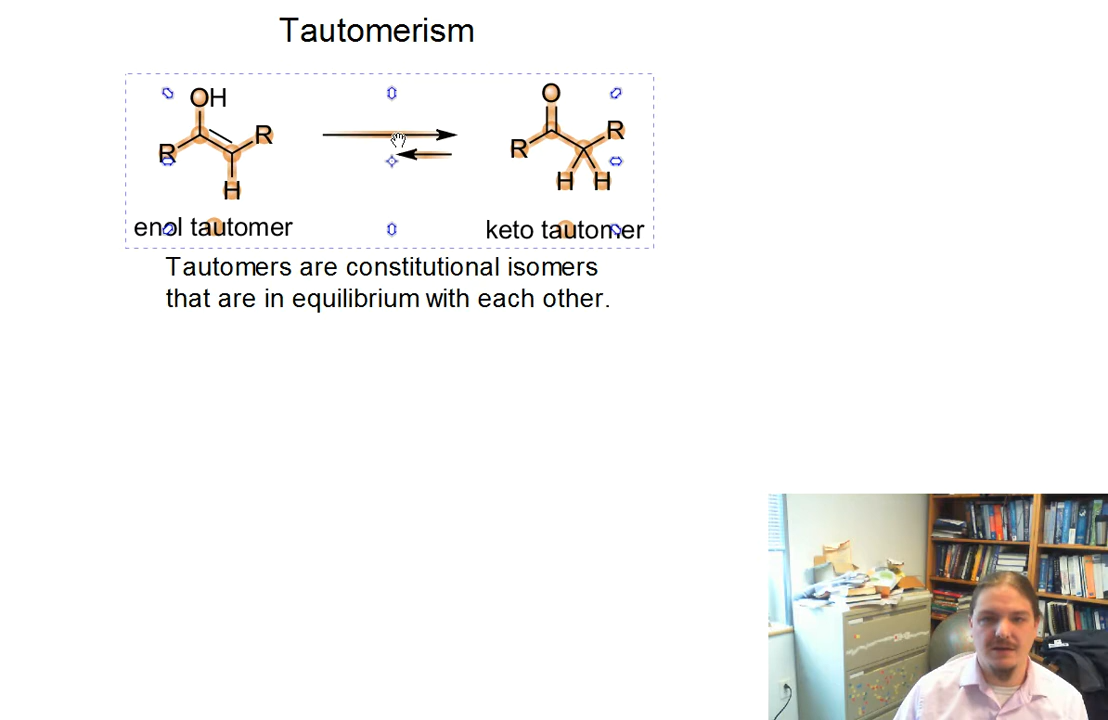 Tautomerism
OH
R
R
H
O
R
R
H H
enol tautomer
keto tautomer
Tautomers are constitutional isomers
that are in equilibrium with each other.